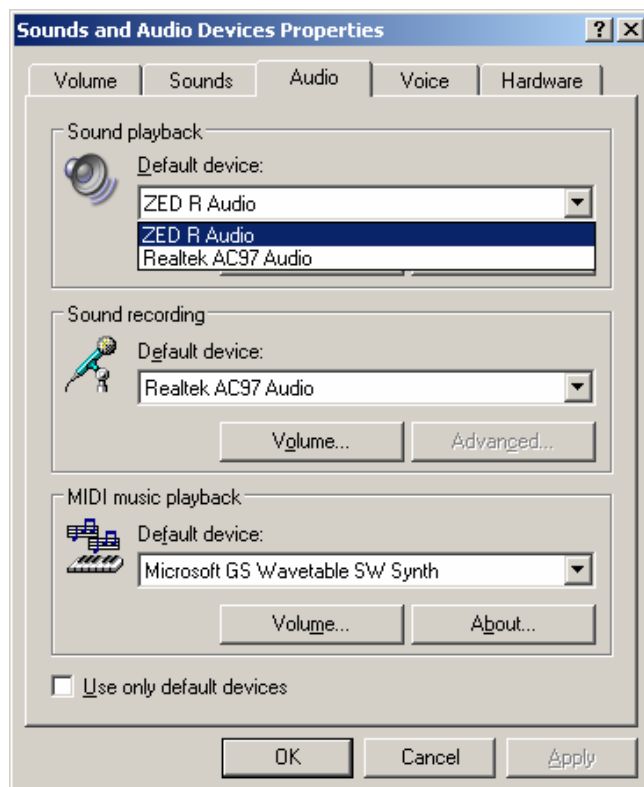 Sounds and Audio Devices Properties
Volume Sounds Audio Voice Hardware
Sound playback
Default device:
ZED R Audio
ZED R Audio
Realtek AC97 Audio
Sound recording
Default device:
Realtek AC97 Audio
Volume... Advanced...
MIDI music playback
Default device:
Microsoft GS Wavetable SW Synth
Volume... About...
Use only default devices
OK Cancel Apply